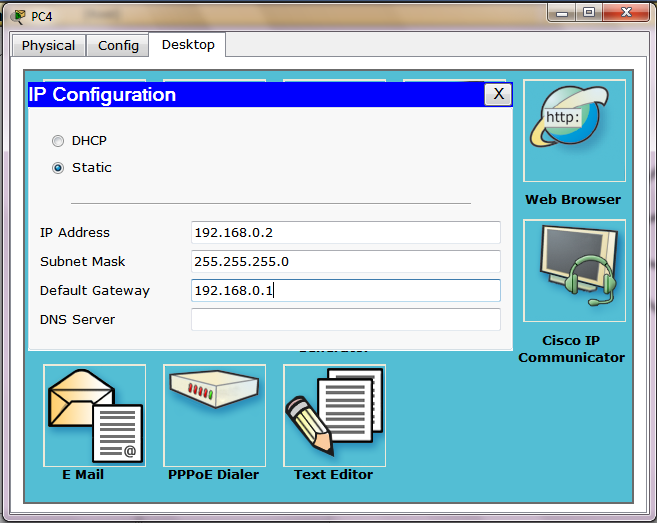 PC4
Physical Config Desktop
IP Configuration X
DHCP
Static
IP Address 192.168.0.2
Subnet Mask 255.255.255.0
Default Gateway 192.168.0.1
DNS Server
http:
Web Browser
Cisco IP
Communicator
E Mail PPPoE Dialer Text Editor
@